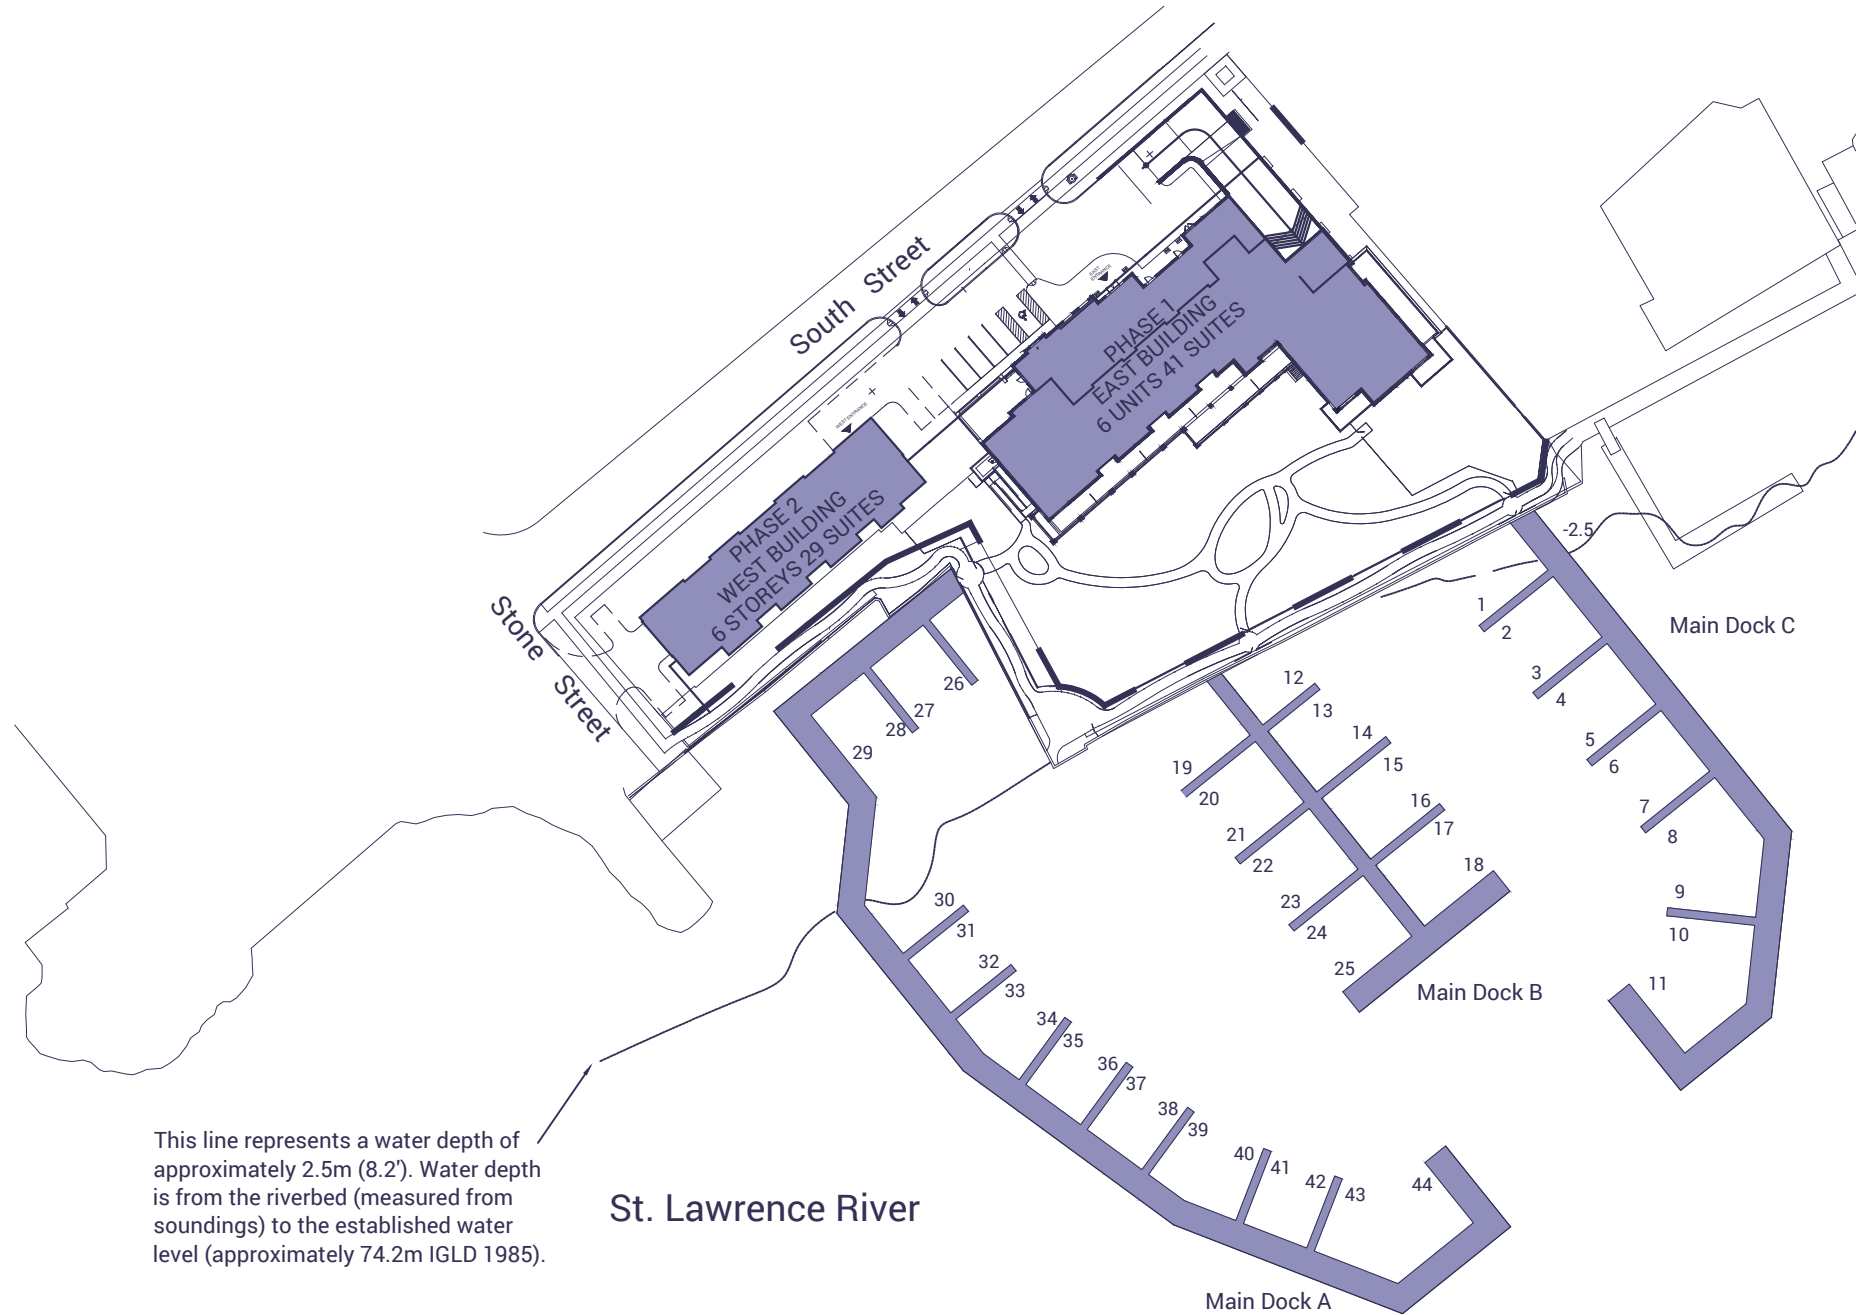 South Street
EAST
ENTRANCE
PHASE 1
EAST BUILDING
6 UNITS 41 SUITES
WEST ENTRANCE
PHASE 2
WEST BUILDING
6 STOREYS 29 SUITES
Stone Street
-2.5
Main Dock C
1
2
3
4
5
6
7
8
9
10
11
12
13
14
15
16
17
18
19
20
21
22
23
24
25
Main Dock B
26
27
28
29
30
31
32
33
34
35
36
37
38
39
40
41
42
43
44
Main Dock A
This line represents a water depth of
approximately 2.5m (8.2'). Water depth
is from the riverbed (measured from
soundings) to the established water
level (approximately 74.2m IGLD 1985).
St. Lawrence River